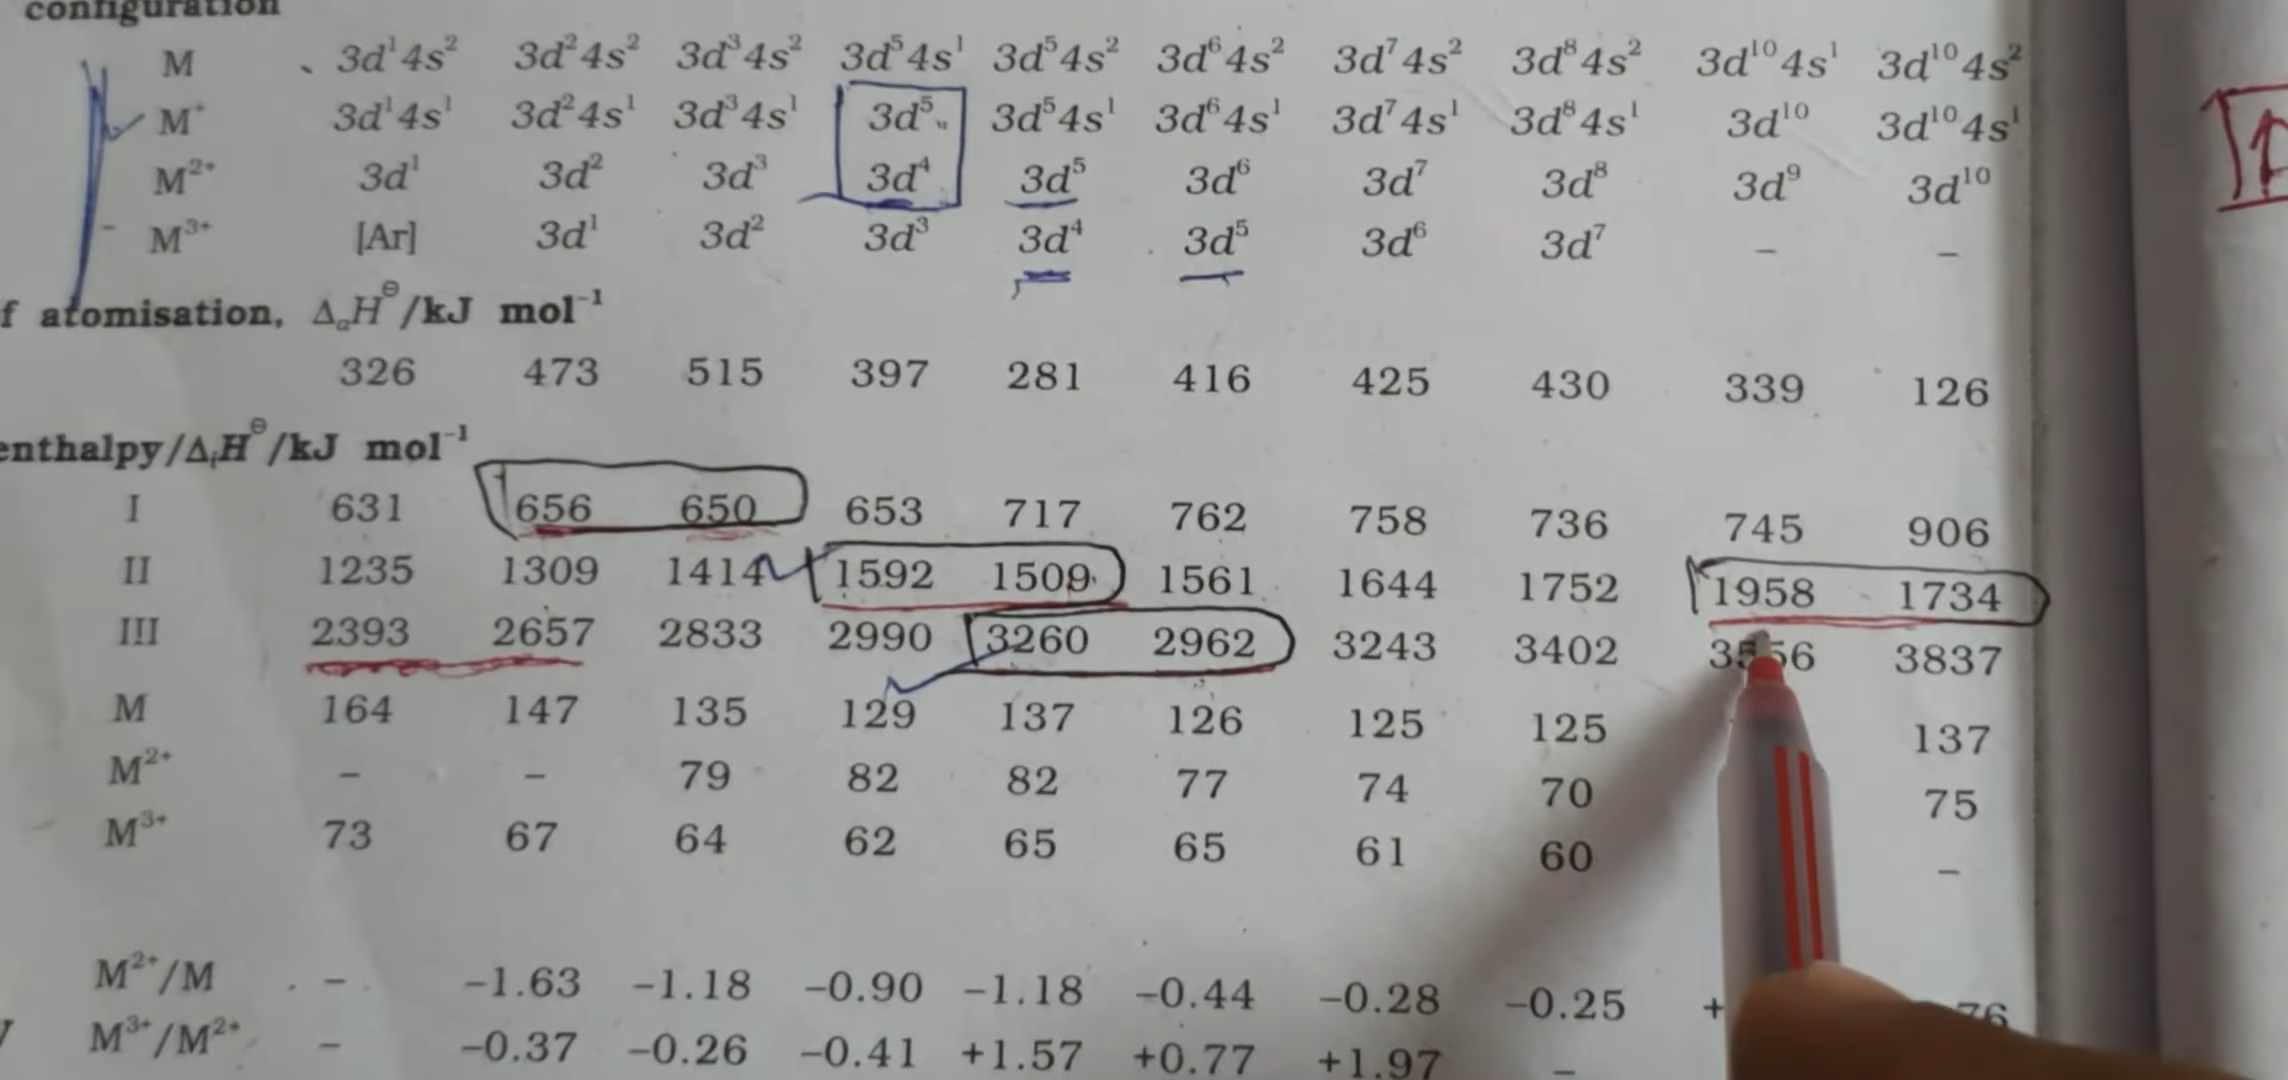 configuration
M 3d¹4s² 3d²4s² 3d³4s² 3d⁵4s¹ 3d⁵4s² 3d⁶4s² 3d⁷4s² 3d⁸4s² 3d¹⁰4s¹ 3d¹⁰4s²
M⁺ 3d¹4s¹ 3d²4s¹ 3d³4s¹ 3d⁵ 3d⁵4s¹ 3d⁶4s¹ 3d⁷4s¹ 3d⁸4s¹ 3d¹⁰ 3d¹⁰4s¹
M²⁺ 3d¹ 3d² 3d³ 3d⁴ 3d⁵ 3d⁶ 3d⁷ 3d⁸ 3d⁹ 3d¹⁰
M³⁺ [Ar] 3d¹ 3d² 3d³ 3d⁴ 3d⁵ 3d⁶ 3d⁷ – –
f atomisation, ΔₐH⊖/kJ mol⁻¹
326 473 515 397 281 416 425 430 339 126
enthalpy/ΔᵢH⊖/kJ mol⁻¹
I 631 656 650 653 717 762 758 736 745 906
II 1235 1309 1414 1592 1509 1561 1644 1752 1958 1734
III 2393 2657 2833 2990 3260 2962 3243 3402 3556 3837
M 164 147 135 129 137 126 125 125 137
M²⁺ – – 79 82 82 77 74 70 75
M³⁺ 73 67 64 62 65 65 61 60 –
M²⁺/M – –1.63 –1.18 –0.90 –1.18 –0.44 –0.28 –0.25 + 76
M³⁺/M²⁺ – –0.37 –0.26 –0.41 +1.57 +0.77 +1.97 –